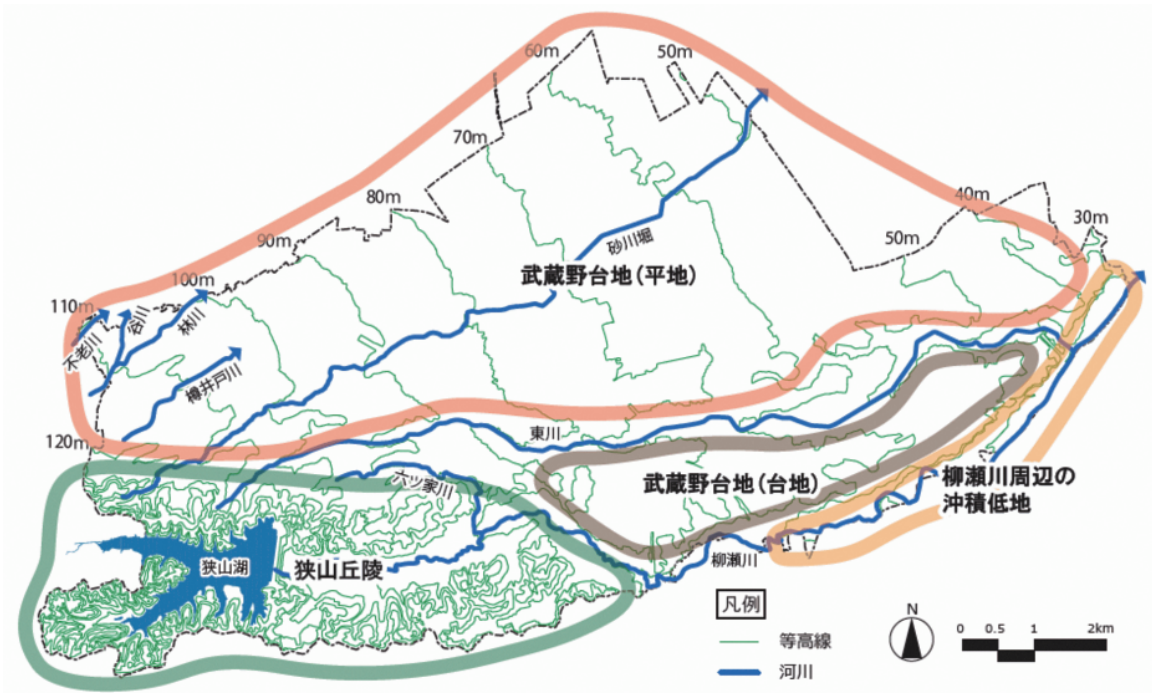 60m
50m
70m
80m
40m
30m
90m
50m
砂川堀
武蔵野台地(平地)
100m
110m
不老川
谷川
林川
樽井戸川
120m
東川
六ツ家川
武蔵野台地(台地)
柳瀬川周辺の
沖積低地
狭山湖
狭山丘陵
柳瀬川
凡例
等高線
河川
N
0 0.5 1 2km